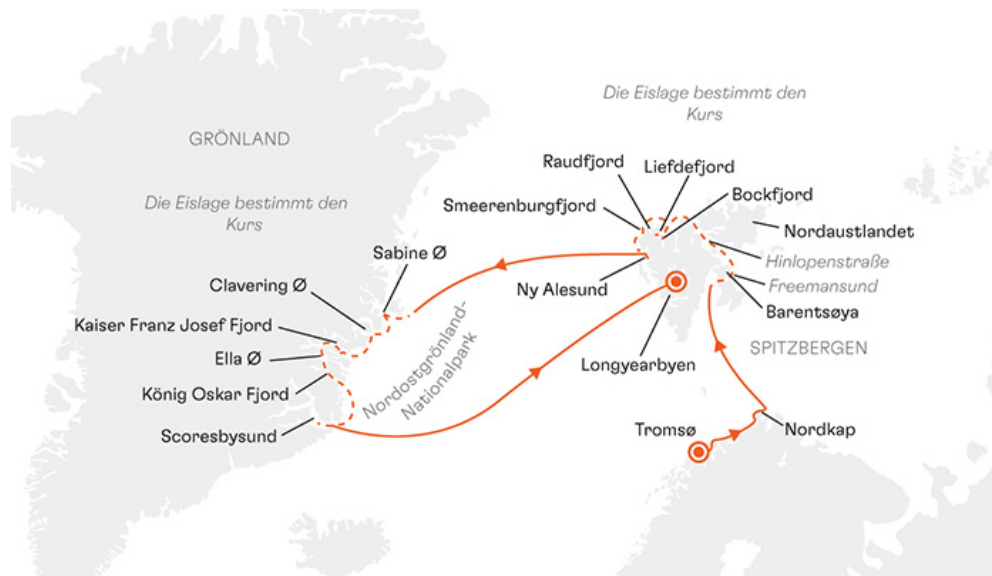 Die Eislage bestimmt den
Kurs
GRÖNLAND
Raudfjord
Liefdefjord
Bockfjord
Die Eislage bestimmt den
Kurs
Smeerenburgfjord
Nordaustlandet
Sabine Ø
Hinlopenstraße
Clavering Ø
Ny Alesund
Freemansund
Barentsøya
Kaiser Franz Josef Fjord
Nordostgrönland-
Nationalpark
SPITZBERGEN
Ella Ø
Longyearbyen
König Oskar Fjord
Scoresbysund
Tromsø
Nordkap